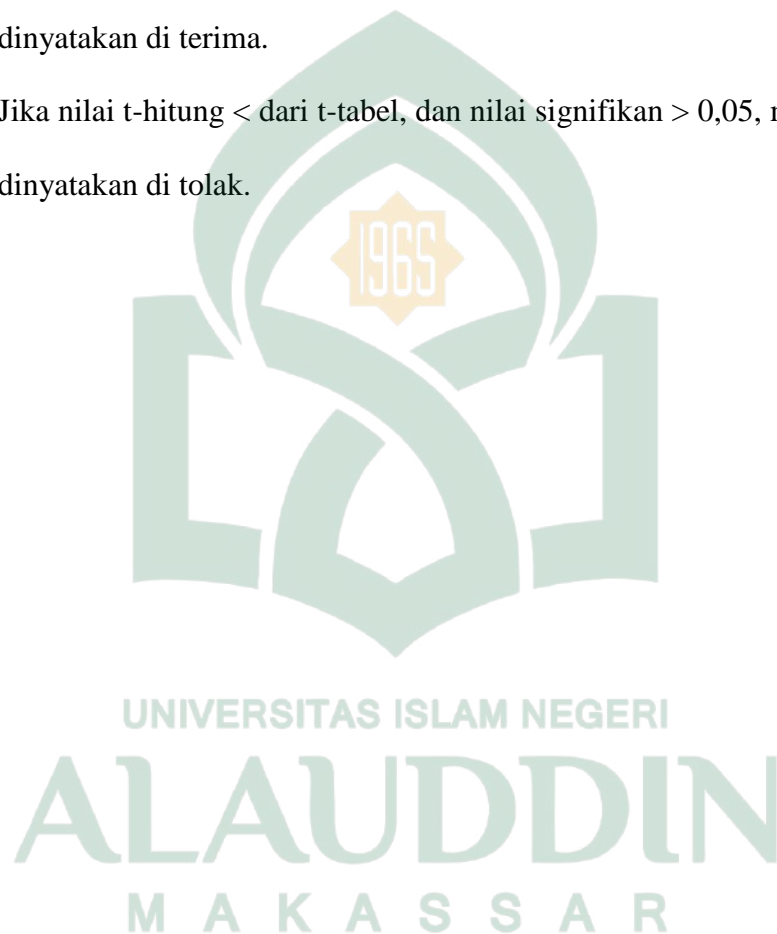 dinyatakan di terima.
Jika nilai t-hitung < dari t-tabel, dan nilai signifikan > 0,05,
dinyatakan di tolak.
1965
UNIVERSITAS ISLAM NEGERI
ALAUDDIN
MAKASSAR